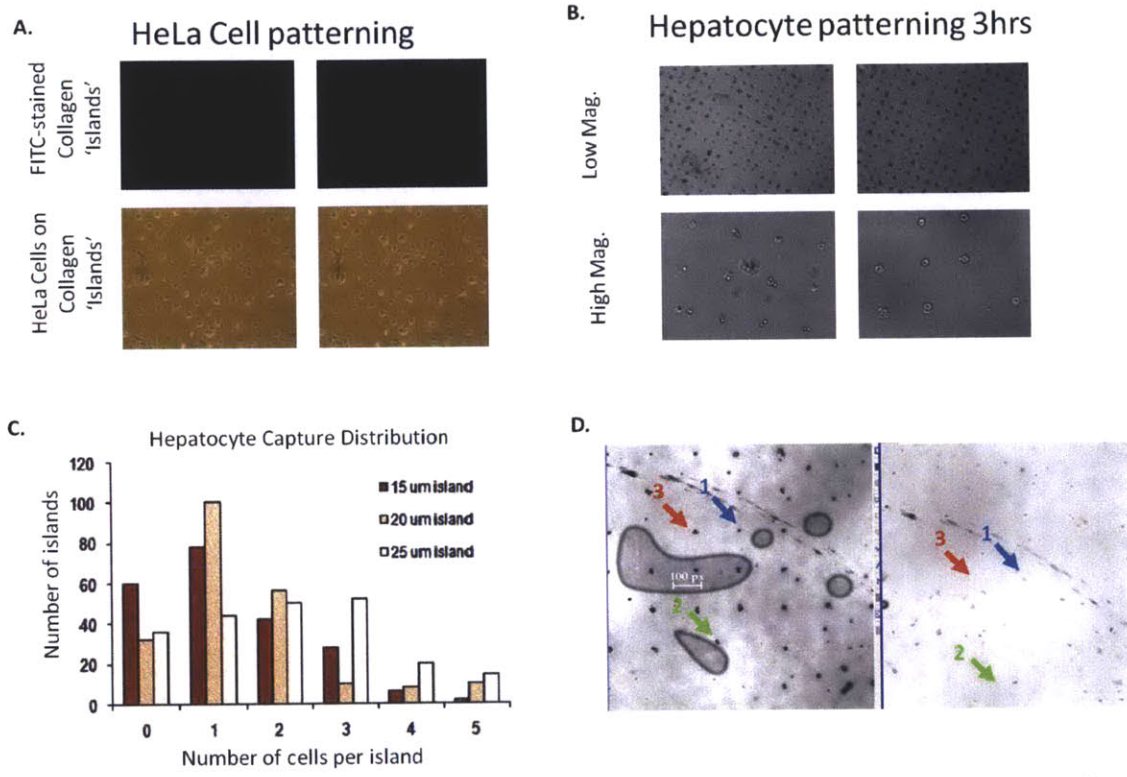 A.
HeLa Cell patterning
FITC-stained
Collagen
'Islands'
HeLa Cells on
Collagen
'Islands'
B.
Hepatocyte patterning 3hrs
Low Mag.
High Mag.
C.
Hepatocyte Capture Distribution
Number of islands
120
100
80
60
40
20
0
15 um island
20 um island
25 um island
0 1 2 3 4 5
Number of cells per island
D.
3 1
100 px
2
3 1
2